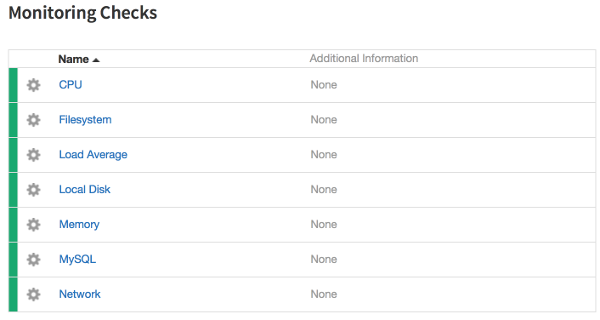 Monitoring Checks
Name Additional Information
CPU None
Filesystem None
Load Average None
Local Disk None
Memory None
MySQL None
Network None